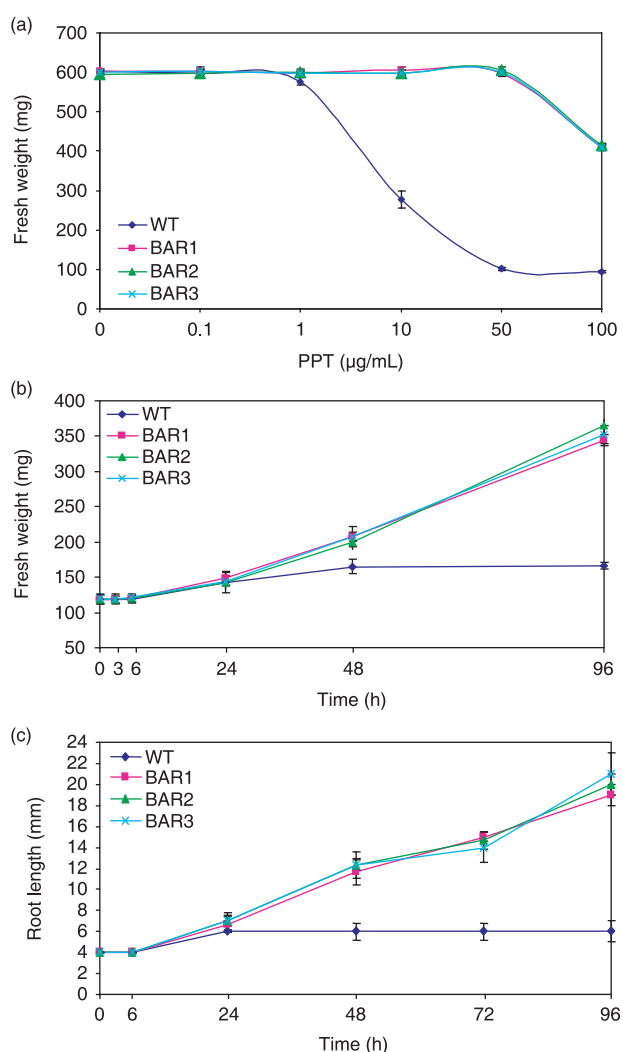 (a)
700
600
500
400
300
200
100
0
Fresh weight (mg)
WT
BAR1
BAR2
BAR3
0 0.1 1 10 50 100
PPT (µg/mL)
(b)
400
350
300
250
200
150
100
50
Fresh weight (mg)
WT
BAR1
BAR2
BAR3
0 3 6 24 48 96
Time (h)
(c)
24
22
20
18
16
14
12
10
8
6
4
2
0
Root length (mm)
WT
BAR1
BAR2
BAR3
0 6 24 48 72 96
Time (h)